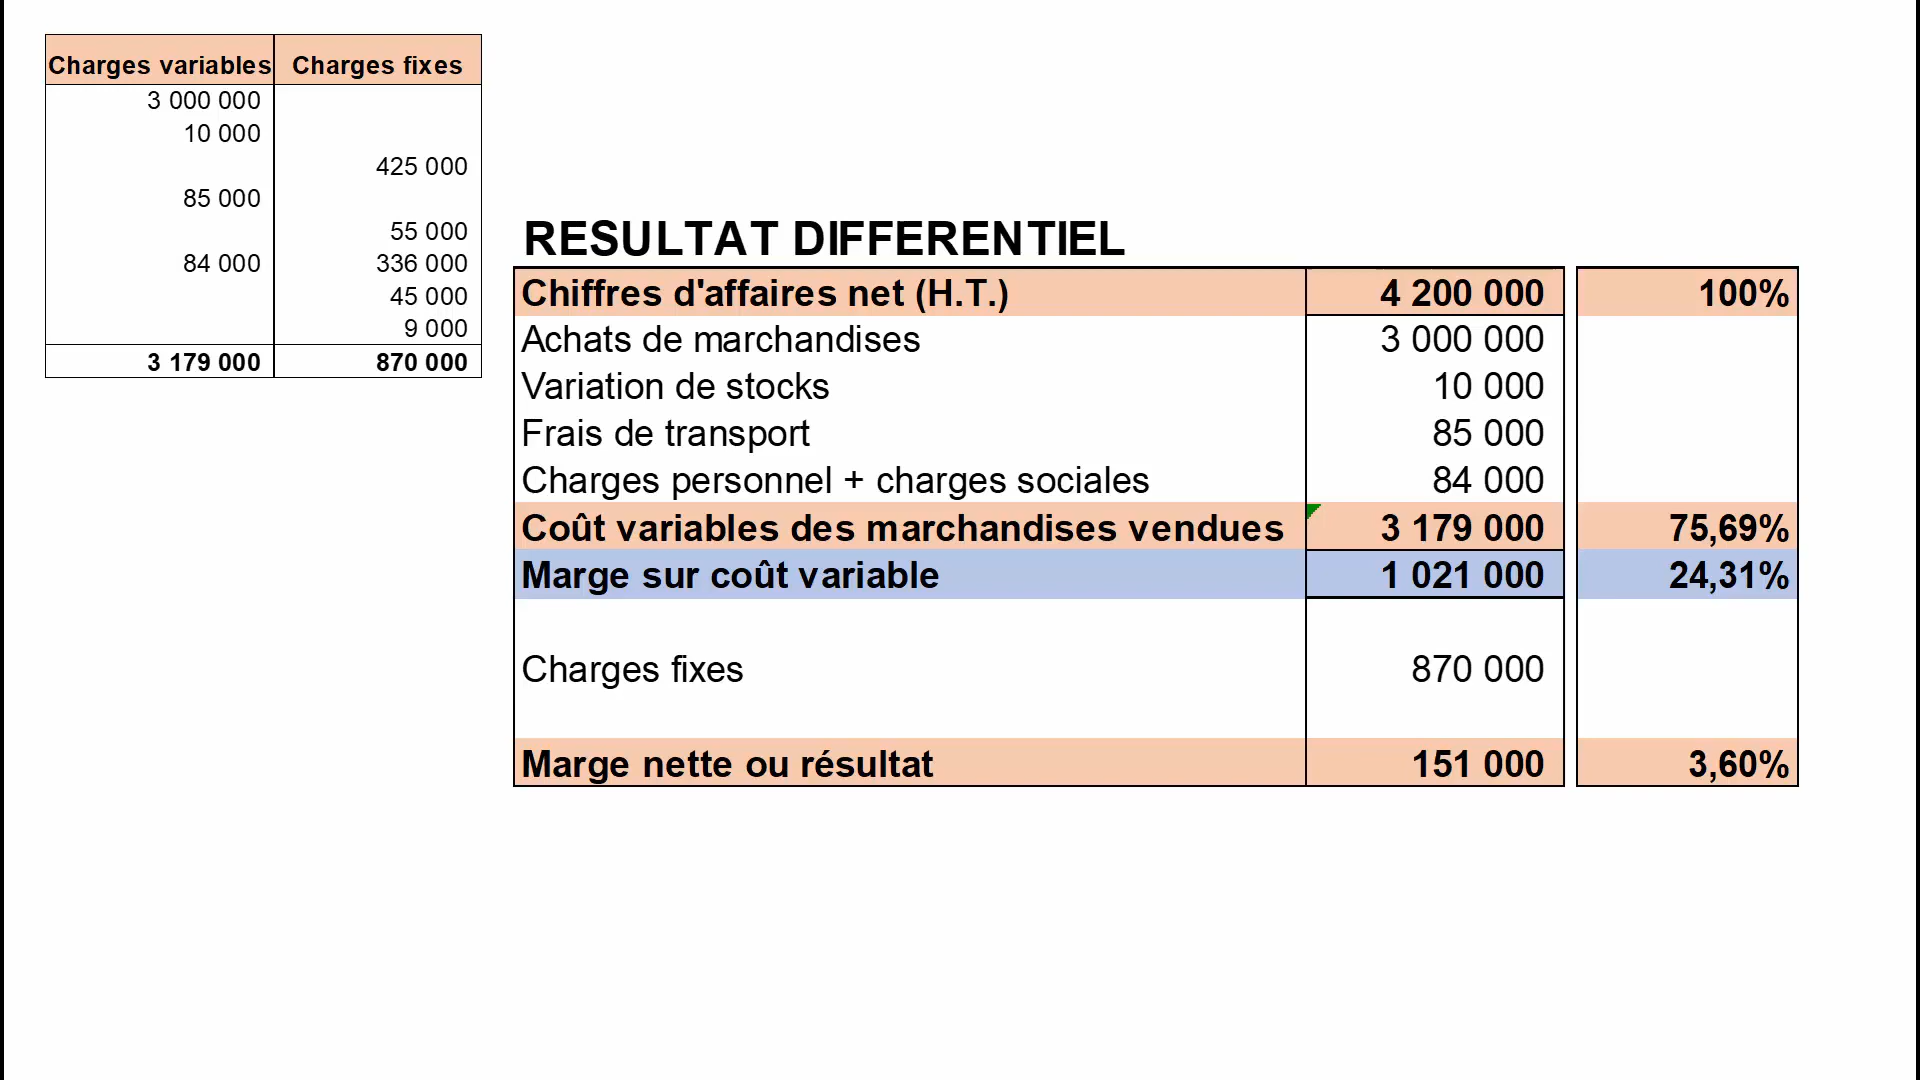 Charges variables Charges fixes
3 000 000
10 000
425 000
85 000
55 000
84 000 336 000
45 000
9 000
3 179 000 870 000
RESULTAT DIFFERENTIEL
Chiffres d'affaires net (H.T.) 4 200 000 100%
Achats de marchandises 3 000 000
Variation de stocks 10 000
Frais de transport 85 000
Charges personnel + charges sociales 84 000
Coût variables des marchandises vendues 3 179 000 75,69%
Marge sur coût variable 1 021 000 24,31%
Charges fixes 870 000
Marge nette ou résultat 151 000 3,60%